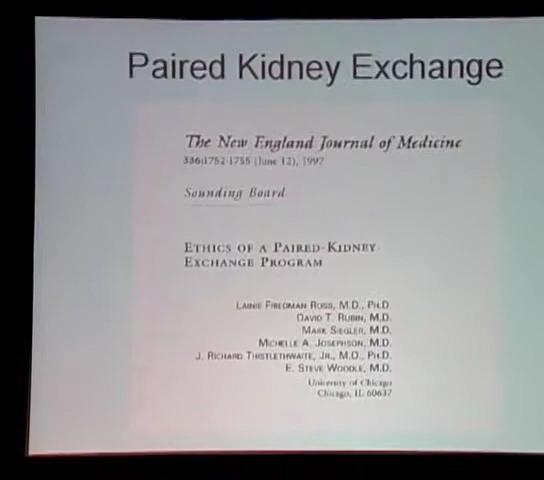 Paired Kidney Exchange
The New England Journal of Medicine
336:1752-1755 (June 12), 1997
Sounding Board
ETHICS OF A PAIRED-KIDNEY
EXCHANGE PROGRAM
LAINIE FRIEDMAN ROSS, M.D., PH.D.
DAVID T. RUBIN, M.D.
MARK SIEGLER, M.D.
MICHELLE A. JOSEPHSON, M.D.
J. RICHARD THISTLETHWAITE, JR., M.D., PH.D.
E. STEVE WOODLE, M.D.
University of Chicago
Chicago, IL 60637